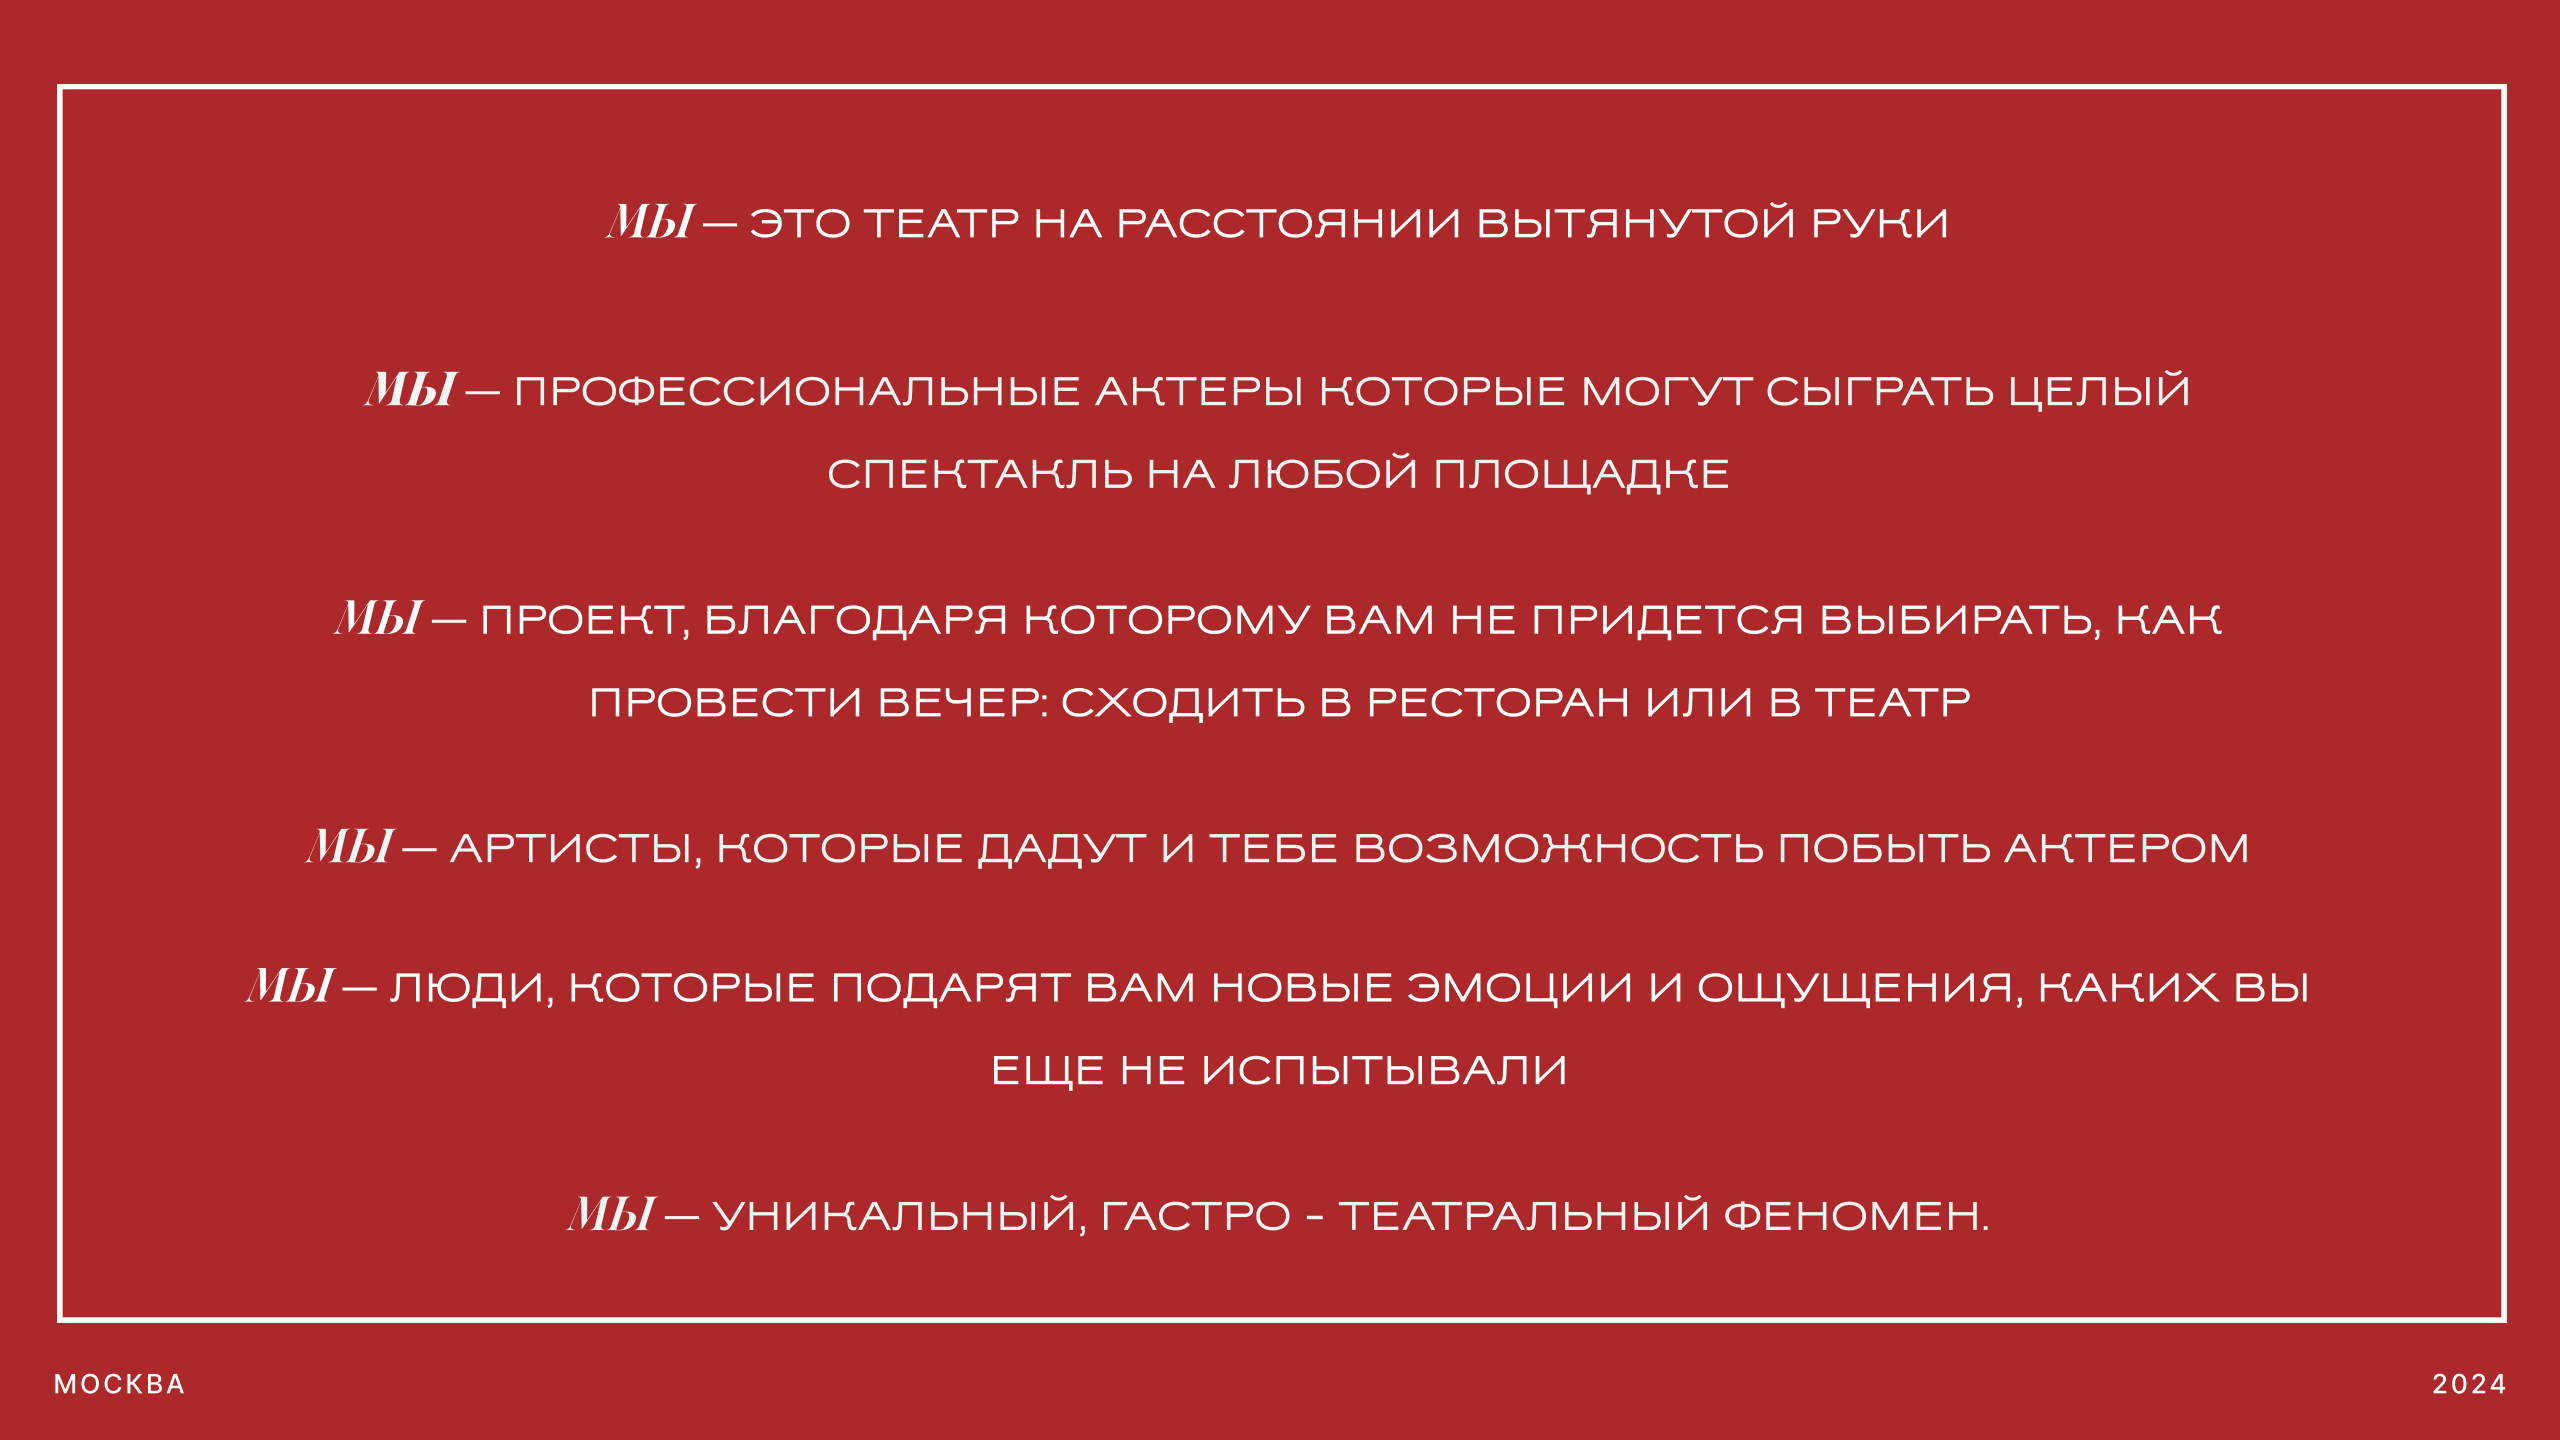 МЫ — ЭТО ТЕАТР НА РАССТОЯНИИ ВЫТЯНУТОЙ РУКИ
МЫ — ПРОФЕССИОНАЛЬНЫЕ АКТЕРЫ КОТОРЫЕ МОГУТ СЫГРАТЬ ЦЕЛЫЙ
СПЕКТАКЛЬ НА ЛЮБОЙ ПЛОЩАДКЕ
МЫ — ПРОЕКТ, БЛАГОДАРЯ КОТОРОМУ ВАМ НЕ ПРИДЕТСЯ ВЫБИРАТЬ, КАК
ПРОВЕСТИ ВЕЧЕР: СХОДИТЬ В РЕСТОРАН ИЛИ В ТЕАТР
МЫ — АРТИСТЫ, КОТОРЫЕ ДАДУТ И ТЕБЕ ВОЗМОЖНОСТЬ ПОБЫТЬ АКТЕРОМ
МЫ — ЛЮДИ, КОТОРЫЕ ПОДАРЯТ ВАМ НОВЫЕ ЭМОЦИИ И ОЩУЩЕНИЯ, КАКИХ ВЫ
ЕЩЕ НЕ ИСПЫТЫВАЛИ
МЫ — УНИКАЛЬНЫЙ, ГАСТРО - ТЕАТРАЛЬНЫЙ ФЕНОМЕН.
МОСКВА
2024